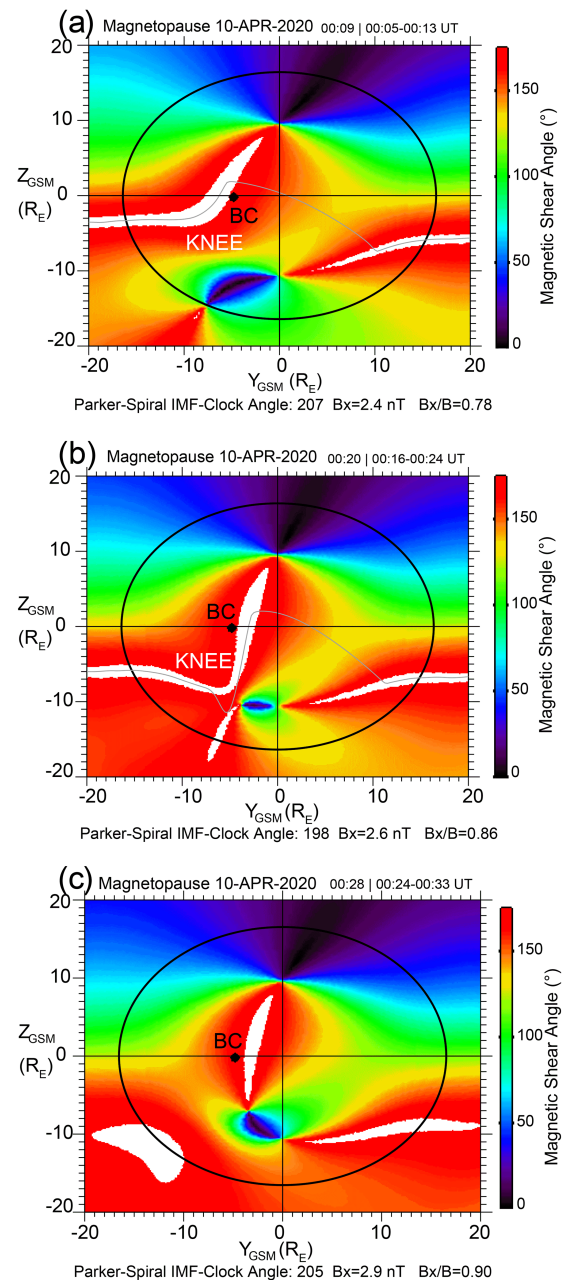 (a) Magnetopause 10-APR-2020 00:09 | 00:05-00:13 UT
20
10
0
-10
-20
Z_GSM
(R_E)
BC
KNEE
-20 -10 0 10 20
Y_GSM (R_E)
150
100
50
0
Magnetic Shear Angle (°)
Parker-Spiral IMF-Clock Angle: 207 Bx=2.4 nT Bx/B=0.78
(b) Magnetopause 10-APR-2020 00:20 | 00:16-00:24 UT
20
10
0
-10
-20
Z_GSM
(R_E)
BC
KNEE
-20 -10 0 10 20
Y_GSM (R_E)
150
100
50
0
Magnetic Shear Angle (°)
Parker-Spiral IMF-Clock Angle: 198 Bx=2.6 nT Bx/B=0.86
(c) Magnetopause 10-APR-2020 00:28 | 00:24-00:33 UT
20
10
0
-10
-20
Z_GSM
(R_E)
BC
-20 -10 0 10 20
Y_GSM (R_E)
150
100
50
0
Magnetic Shear Angle (°)
Parker-Spiral IMF-Clock Angle: 205 Bx=2.9 nT Bx/B=0.90